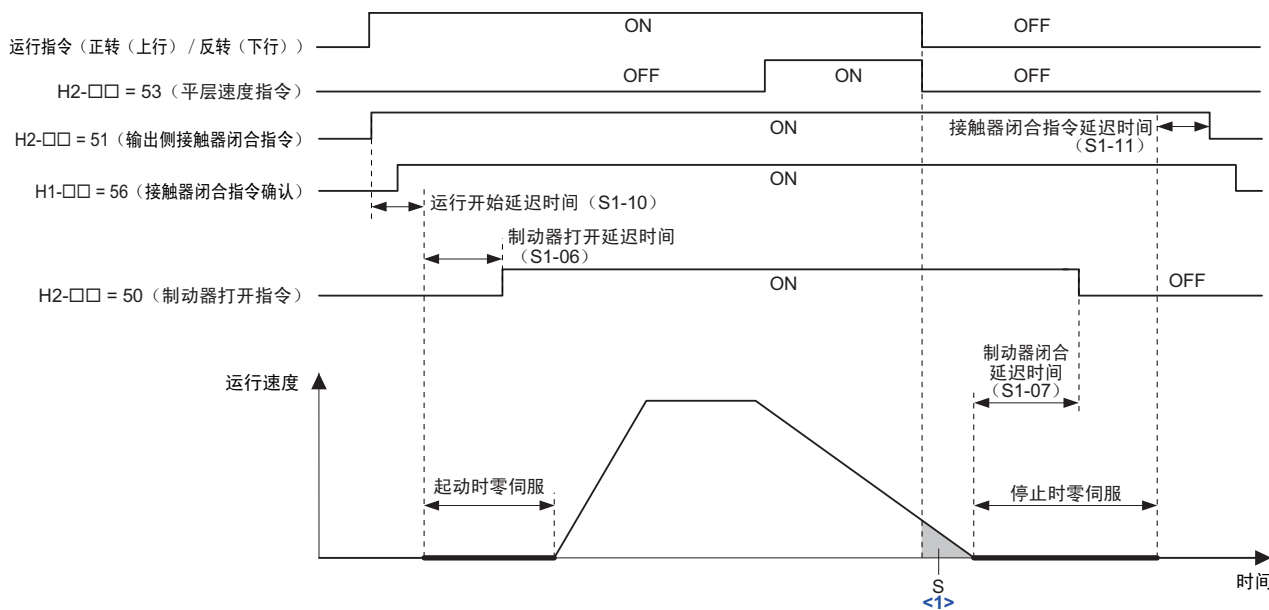 ON
OFF
运行指令（正转（上行）/反转（下行））
OFF
ON
OFF
H2-□□ = 53（平层速度指令）
ON
接触器闭合指令延迟时间
（S1-11）
H2-□□ = 51（输出侧接触器闭合指令）
ON
H1-□□ = 56（接触器闭合指令确认）
运行开始延迟时间（S1-10）
制动器打开延迟时间
（S1-06）
ON
OFF
H2-□□ = 50（制动器打开指令）
制动器闭合
延迟时间
（S1-07）
运行速度
起动时零伺服
停止时零伺服
S
<1>
时间